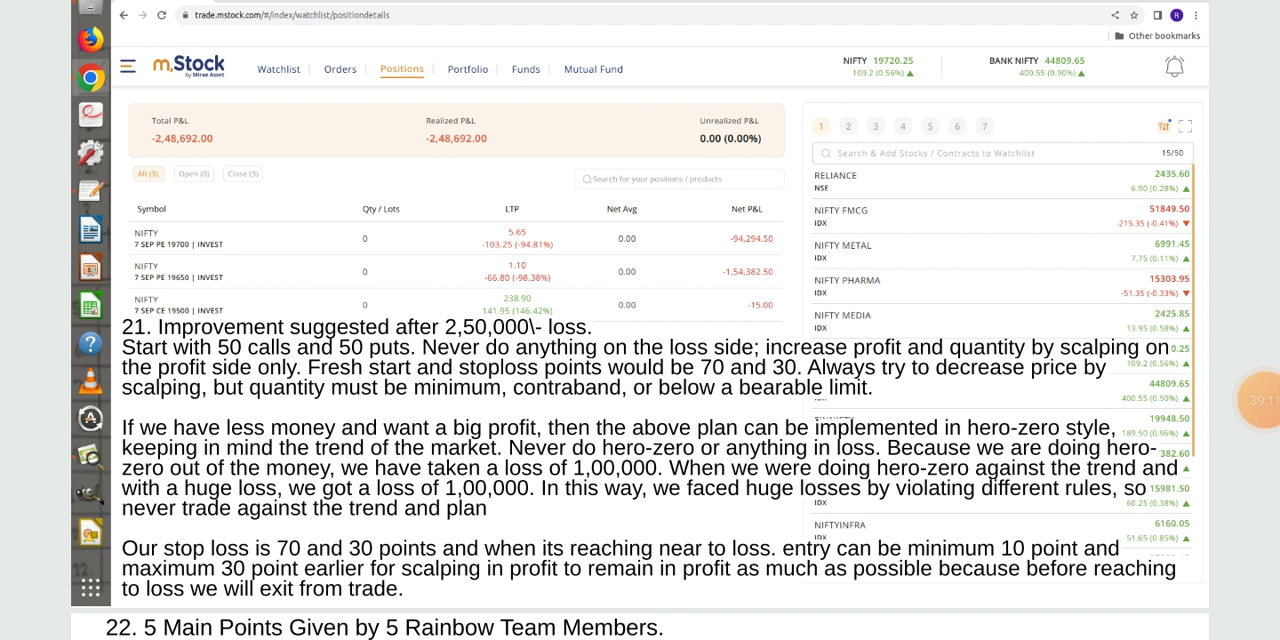 trade.mstock.com/#/index/watchlist/positiondetails
R
Other bookmarks
m.Stock
by Mirae Asset
Watchlist
Orders
Positions
Portfolio
Funds
Mutual Fund
NIFTY 19720.25
109.2 (0.56%) ▲
BANK NIFTY 44809.65
400.55 (0.90%) ▲
Total P&L
-2,48,692.00
Realized P&L
-2,48,692.00
Unrealized P&L
0.00 (0.00%)
All (3)
Open (0)
Close (3)
Search for your positions / products
Symbol Qty / Lots LTP Net Avg Net P&L
NIFTY
7 SEP PE 19700 | INVEST
0
5.65
-103.25 (-94.81%)
0.00
-94,294.50
NIFTY
7 SEP PE 19650 | INVEST
0
1.10
-66.80 (-98.38%)
0.00
-1,54,382.50
NIFTY
7 SEP CE 19500 | INVEST
0
238.90
141.95 (146.42%)
0.00
-15.00
1 2 3 4 5 6 7
Search & Add Stocks / Contracts to Watchlist
15/50
RELIANCE 2435.60
NSE 6.90 (0.28%) ▲
NIFTY FMCG 51849.50
IDX -215.35 (-0.41%) ▼
NIFTY METAL 6991.45
IDX 7.75 (0.11%) ▲
NIFTY PHARMA 15303.95
IDX -51.35 (-0.33%) ▼
NIFTY MEDIA 2425.85
IDX 13.95 (0.58%) ▲
0.25
109.2 (0.56%) ▲
44809.65
400.55 (0.90%) ▲
19948.50
189.50 (0.96%) ▲
382.60
15981.50
IDX 60.25 (0.38%) ▲
NIFTYINFRA 6160.05
IDX 51.65 (0.85%) ▲
21. Improvement suggested after 2,50,000\- loss.
Start with 50 calls and 50 puts. Never do anything on the loss side; increase profit and quantity by scalping on
the profit side only. Fresh start and stoploss points would be 70 and 30. Always try to decrease price by
scalping, but quantity must be minimum, contraband, or below a bearable limit.
If we have less money and want a big profit, then the above plan can be implemented in hero-zero style,
keeping in mind the trend of the market. Never do hero-zero or anything in loss. Because we are doing hero-
zero out of the money, we have taken a loss of 1,00,000. When we were doing hero-zero against the trend and
with a huge loss, we got a loss of 1,00,000. In this way, we faced huge losses by violating different rules, so
never trade against the trend and plan
Our stop loss is 70 and 30 points and when its reaching near to loss. entry can be minimum 10 point and
maximum 30 point earlier for scalping in profit to remain in profit as much as possible because before reaching
to loss we will exit from trade.
39:11
22. 5 Main Points Given by 5 Rainbow Team Members.